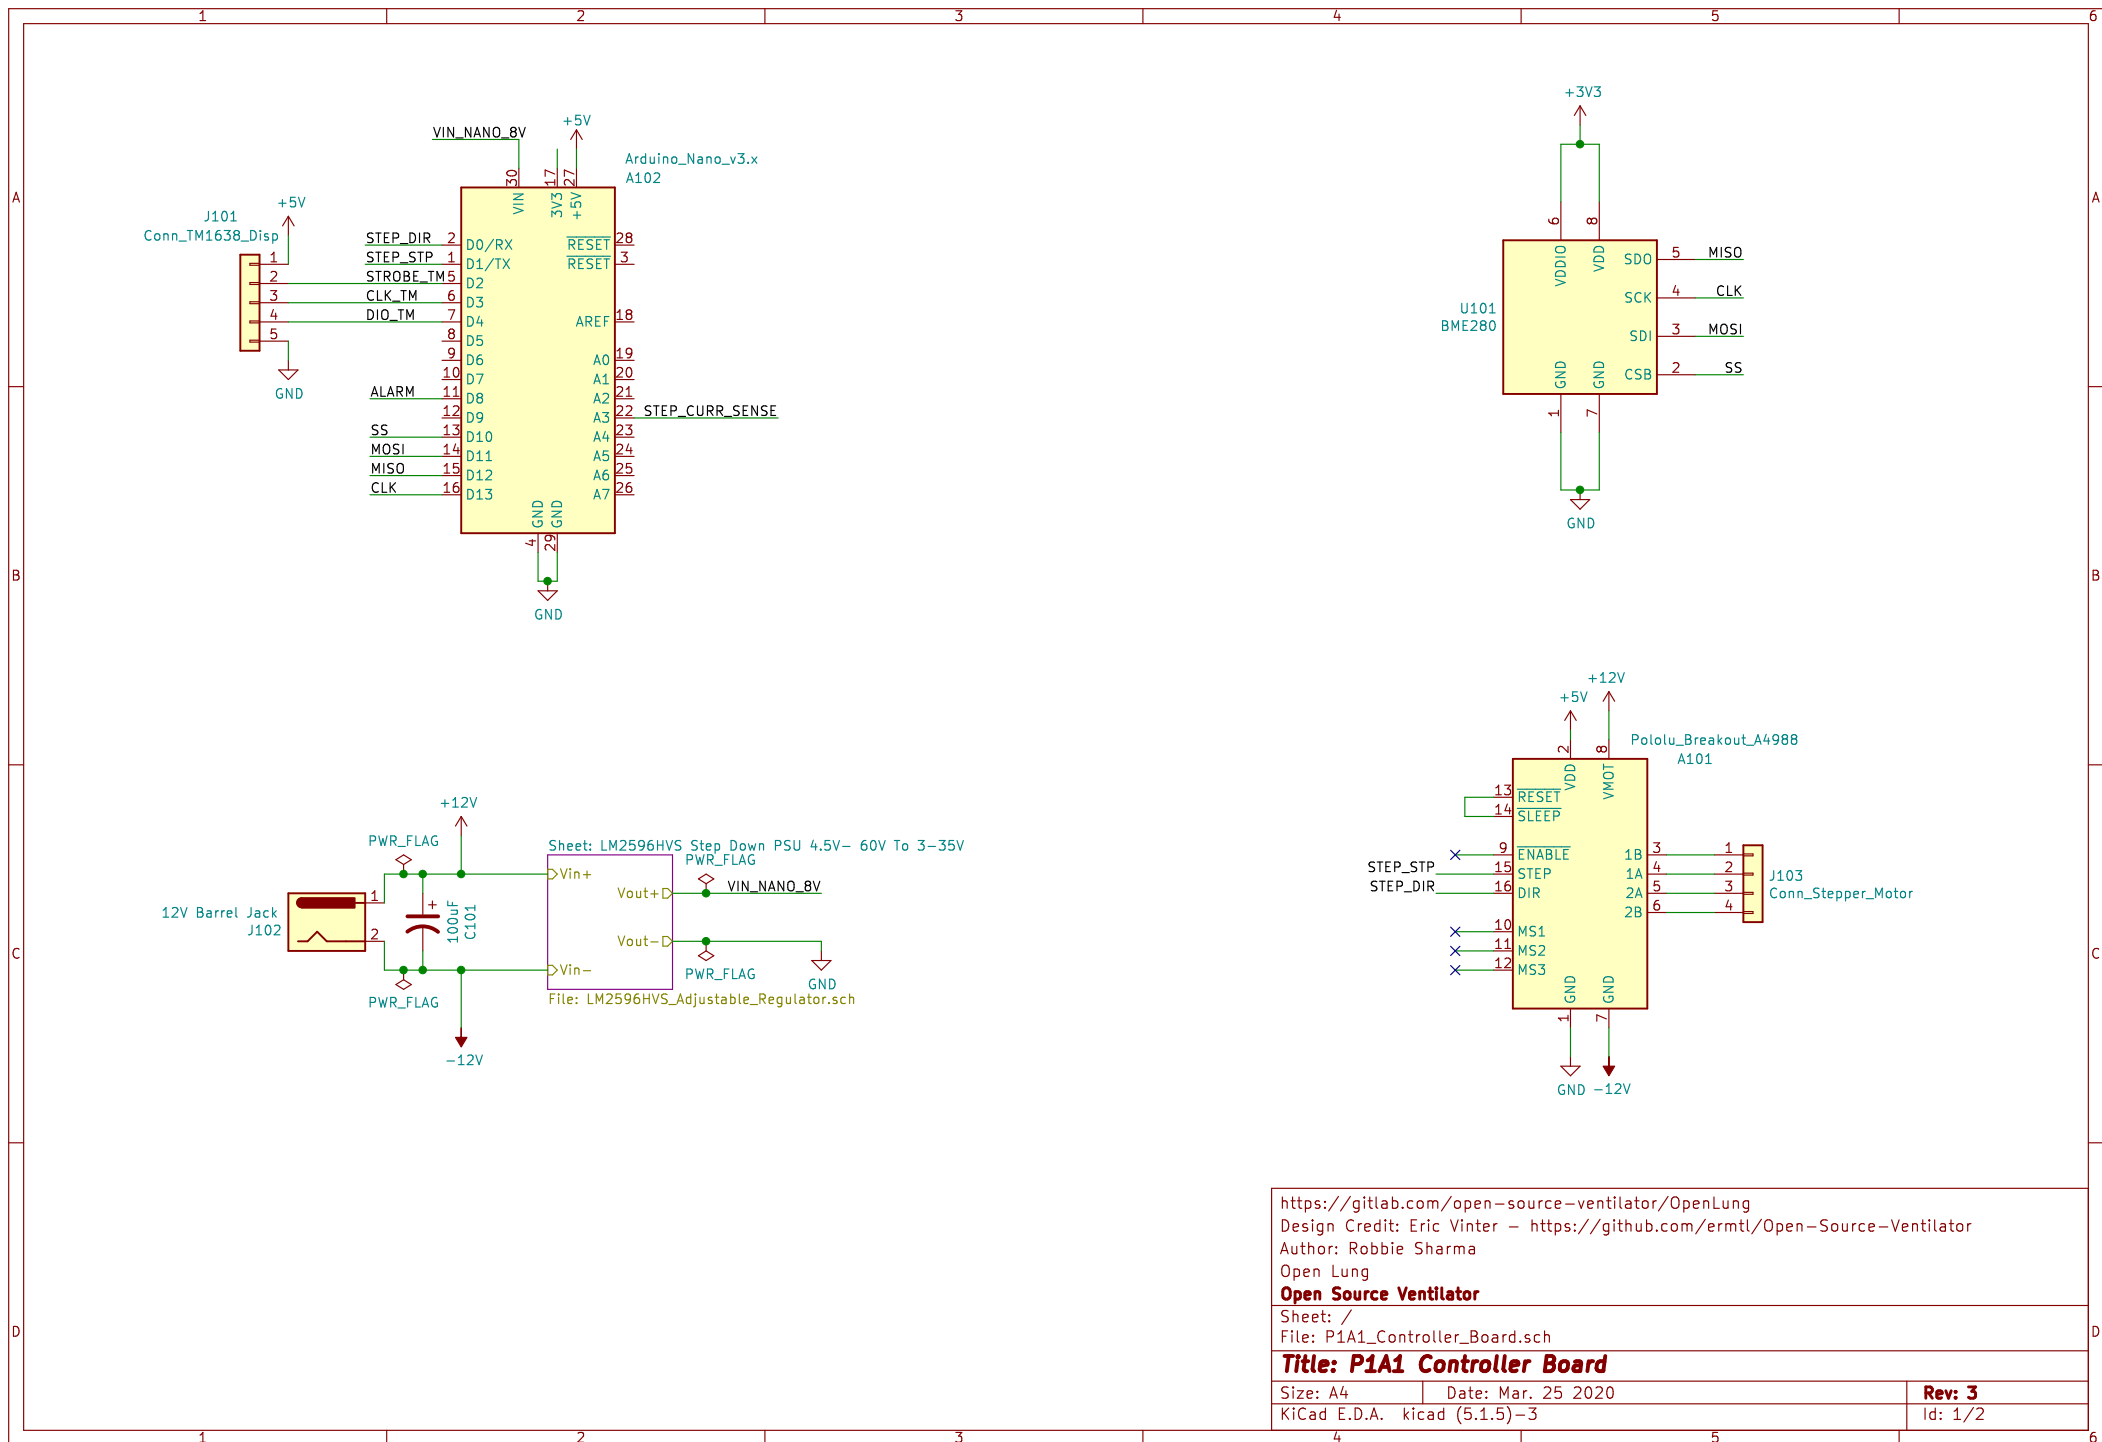 1 2 3 4 5 6
A
B
C
D
VIN_NANO_8V
+5V
Arduino_Nano_v3.x
A102
30
17
27
VIN
3V3
+5V
J101
Conn_TM1638_Disp
+5V
1
2
3
4
5
GND
STEP_DIR 2 D0/RX
STEP_STP 1 D1/TX
STROBE_TM 5 D2
CLK_TM 6 D3
DIO_TM 7 D4
8 D5
9 D6
10 D7
ALARM 11 D8
12 D9
SS 13 D10
MOSI 14 D11
MISO 15 D12
CLK 16 D13
RESET 28
RESET 3
AREF 18
A0 19
A1 20
A2 21
A3 22 STEP_CURR_SENSE
A4 23
A5 24
A6 25
A7 26
GND
GND
4
29
GND
+3V3
6
8
VDDIO
VDD
U101
BME280
SDO 5 MISO
SCK 4 CLK
SDI 3 MOSI
CSB 2 SS
GND
GND
1
7
GND
+12V
PWR_FLAG
12V Barrel Jack
J102
1
2
+
100uF
C101
PWR_FLAG
-12V
Sheet: LM2596HVS Step Down PSU 4.5V- 60V To 3-35V
PWR_FLAG
Vin+
Vout+ VIN_NANO_8V
Vout-
Vin-
PWR_FLAG
GND
File: LM2596HVS_Adjustable_Regulator.sch
+12V
+5V
Pololu_Breakout_A4988
A101
2
8
VDD
VMOT
13 RESET
14 SLEEP
9 ENABLE
STEP_STP 15 STEP
STEP_DIR 16 DIR
10 MS1
11 MS2
12 MS3
1B 3 1
1A 4 2
2A 5 3
2B 6 4
J103
Conn_Stepper_Motor
GND
GND
1
7
GND -12V
https://gitlab.com/open-source-ventilator/OpenLung
Design Credit: Eric Vinter - https://github.com/ermtl/Open-Source-Ventilator
Author: Robbie Sharma
Open Lung
Open Source Ventilator
Sheet: /
File: P1A1_Controller_Board.sch
Title: P1A1 Controller Board
Size: A4 Date: Mar. 25 2020 Rev: 3
KiCad E.D.A. kicad (5.1.5)-3 Id: 1/2
A
B
C
D
1 2 3 4 5 6